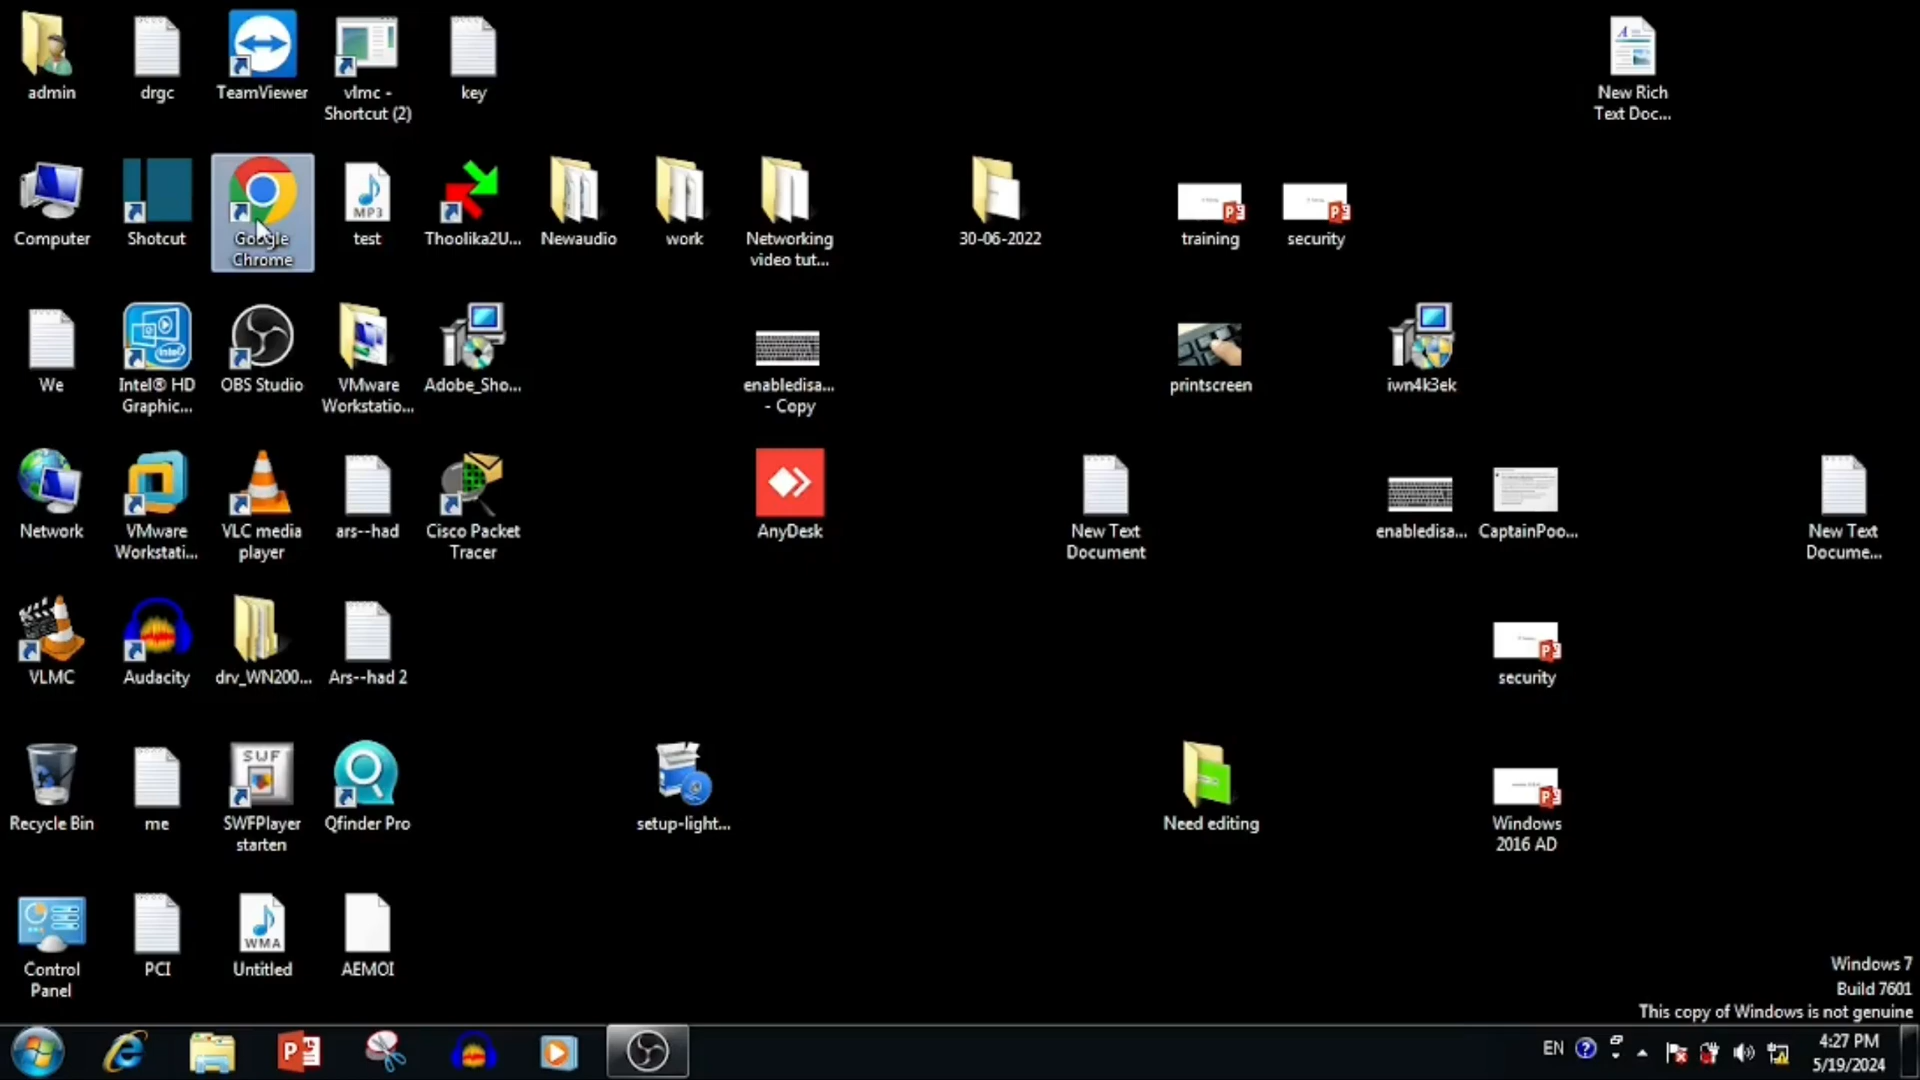 admin
drgc
TeamViewer
vlmc -
Shortcut (2)
key
New Rich
Text Doc...
Computer
Shotcut
Google
Chrome
MP3
test
Thoolika2U...
Newaudio
work
Networking
video tut...
30-06-2022
training
security
We
Intel® HD
Graphic...
OBS Studio
VMware
Workstatio...
Adobe_Sho...
enabledisa...
- Copy
printscreen
iwn4k3ek
Network
VMware
Workstati...
VLC media
player
ars--had
Cisco Packet
Tracer
AnyDesk
New Text
Document
enabledisa...
CaptainPoo...
New Text
Docume...
VLMC
Audacity
drv_WN200...
Ars--had 2
security
Recycle Bin
me
SWF
SWFPlayer
starten
Qfinder Pro
setup-light...
Need editing
Windows
2016 AD
Control
Panel
PCI
WMA
Untitled
AEMOI
Windows 7
Build 7601
This copy of Windows is not genuine
EN
4:27 PM
5/19/2024